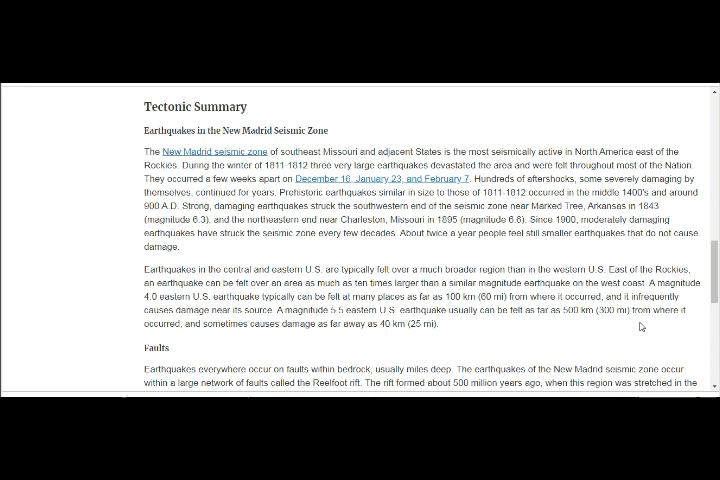 Tectonic Summary
Earthquakes in the New Madrid Seismic Zone
The New Madrid seismic zone of southeast Missouri and adjacent States is the most seismically active in North America east of the
Rockies. During the winter of 1811-1812 three very large earthquakes devastated the area and were felt throughout most of the Nation.
They occurred a few weeks apart on December 16, January 23, and February 7. Hundreds of aftershocks, some severely damaging by
themselves, continued for years. Prehistoric earthquakes similar in size to those of 1811-1812 occurred in the middle 1400's and around
900 A.D. Strong, damaging earthquakes struck the southwestern end of the seismic zone near Marked Tree, Arkansas in 1843
(magnitude 6.3), and the northeastern end near Charleston, Missouri in 1895 (magnitude 6.6). Since 1900, moderately damaging
earthquakes have struck the seismic zone every few decades. About twice a year people feel still smaller earthquakes that do not cause
damage.
Earthquakes in the central and eastern U.S. are typically felt over a much broader region than in the western U.S. East of the Rockies,
an earthquake can be felt over an area as much as ten times larger than a similar magnitude earthquake on the west coast. A magnitude
4.0 eastern U.S. earthquake typically can be felt at many places as far as 100 km (60 mi) from where it occurred, and it infrequently
causes damage near its source. A magnitude 5.5 eastern U.S. earthquake usually can be felt as far as 500 km (300 mi) from where it
occurred, and sometimes causes damage as far away as 40 km (25 mi).
Faults
Earthquakes everywhere occur on faults within bedrock, usually miles deep. The earthquakes of the New Madrid seismic zone occur
within a large network of faults called the Reelfoot rift. The rift formed about 500 million years ago, when this region was stretched in the